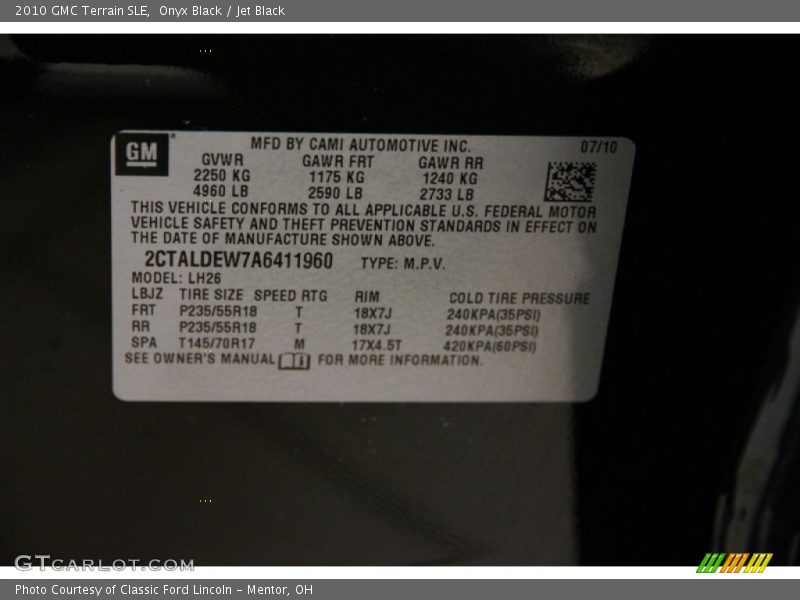 2010 GMC Terrain SLE,  Onyx Black / Jet Black
GM MFD BY CAMI AUTOMOTIVE INC. 07/10
GVWR GAWR FRT GAWR RR
2250 KG 1175 KG 1240 KG
4960 LB 2590 LB 2733 LB
THIS VEHICLE CONFORMS TO ALL APPLICABLE U.S. FEDERAL MOTOR
VEHICLE SAFETY AND THEFT PREVENTION STANDARDS IN EFFECT ON
THE DATE OF MANUFACTURE SHOWN ABOVE.
2CTALDEW7A6411960 TYPE: M.P.V.
MODEL: LH26
LBJZ TIRE SIZE SPEED RTG RIM COLD TIRE PRESSURE
FRT P235/55R18 T 18X7J 240KPA(35PSI)
RR P235/55R18 T 18X7J 240KPA(35PSI)
SPA T145/70R17 M 17X4.5T 420KPA(60PSI)
SEE OWNER'S MANUAL FOR MORE INFORMATION.
GTCARLOT.COM
Photo Courtesy of Classic Ford Lincoln - Mentor, OH